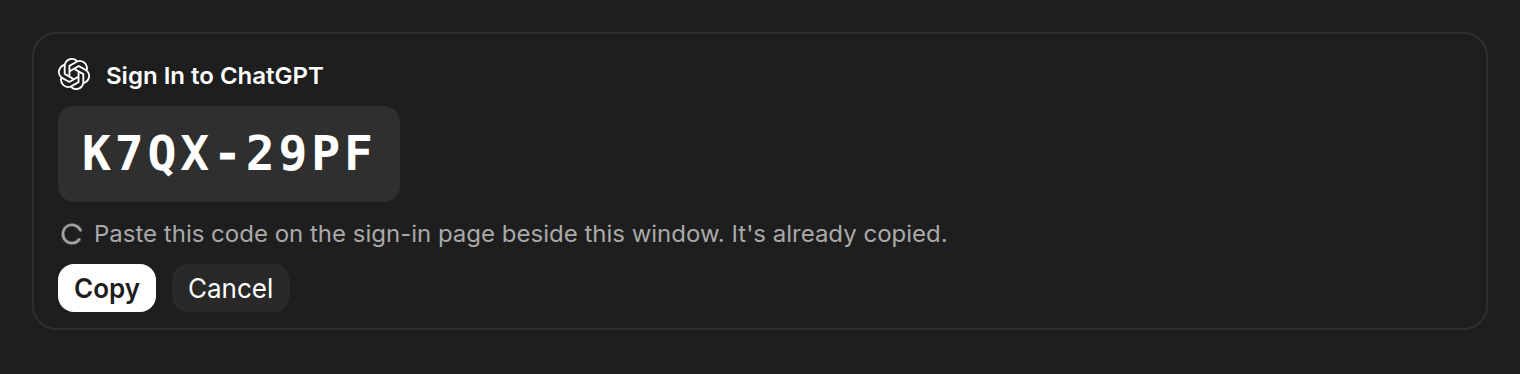 Sign In to ChatGPT
K7QX-29PF
Paste this code on the sign-in page beside this window. It's already copied.
Copy
Cancel